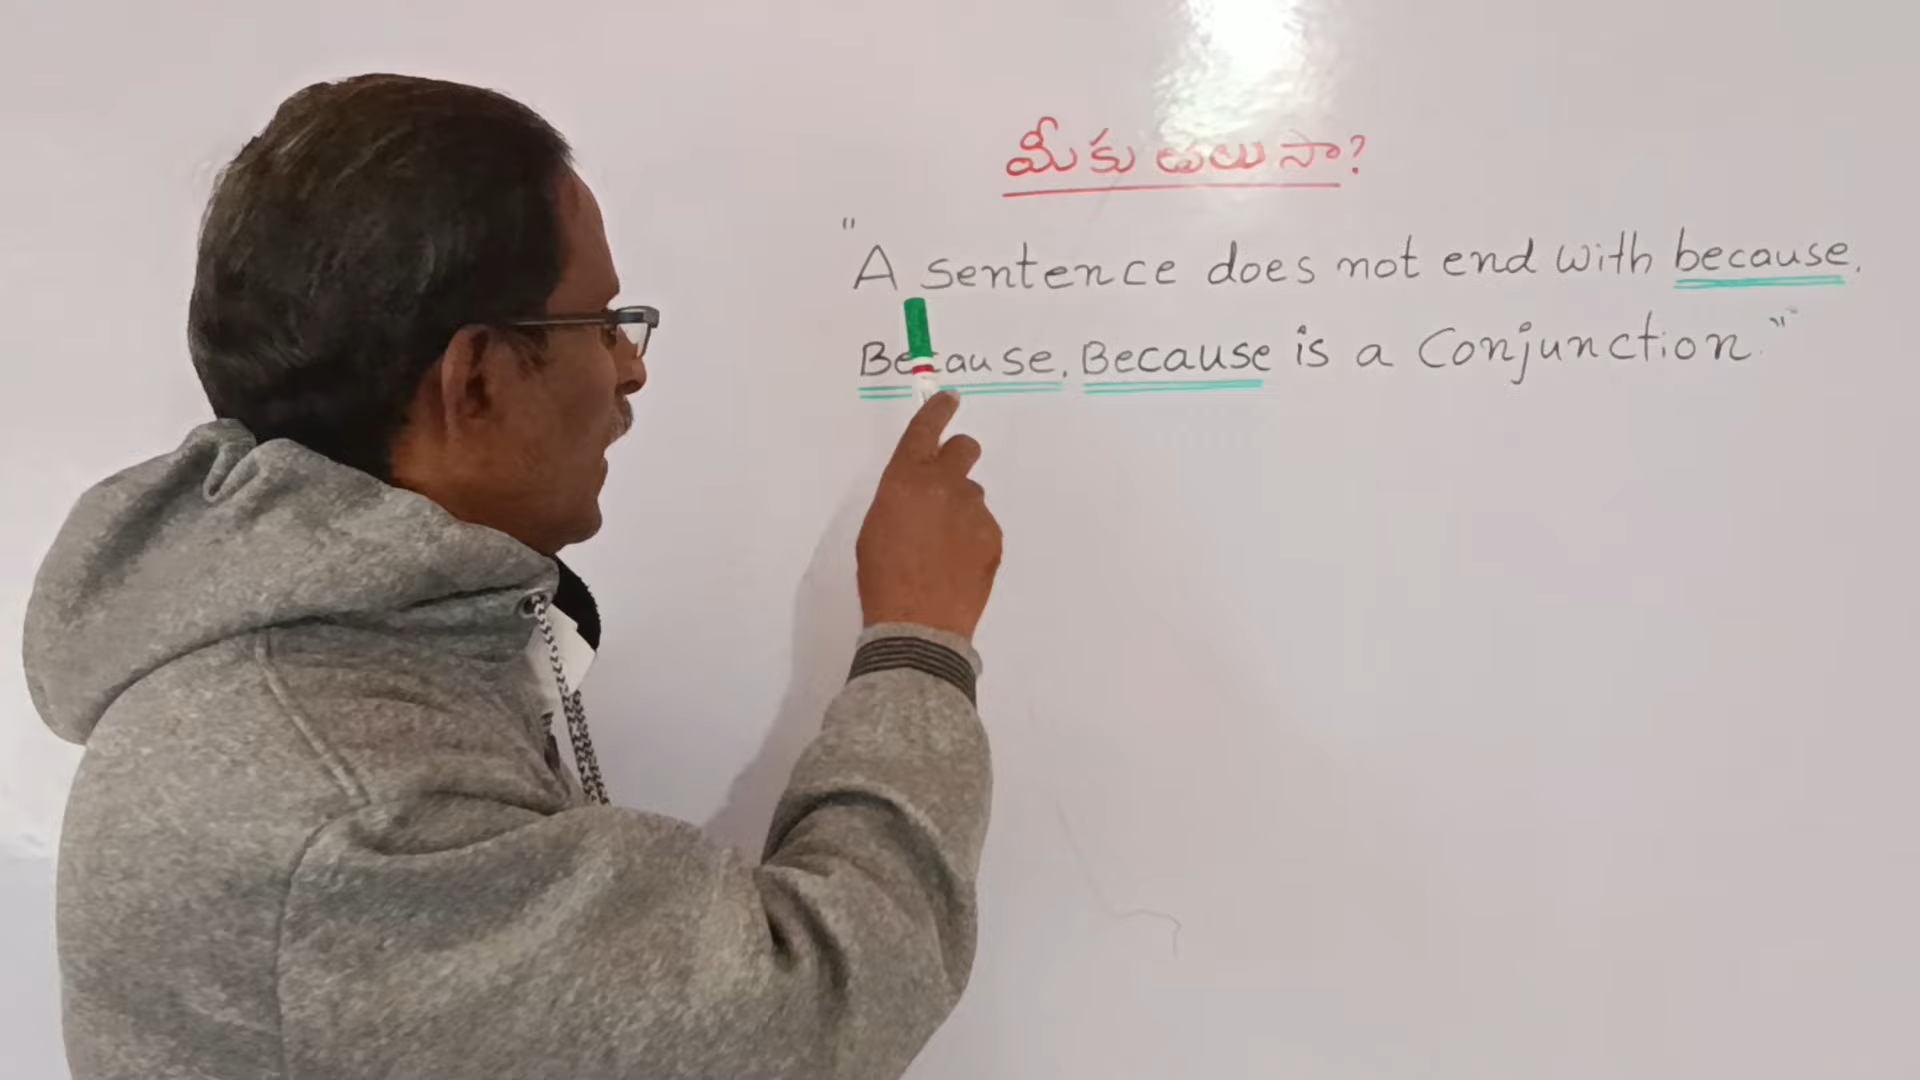 మీకు తెలుసా?
"A sentence does not end with because.
Because. Because is a Conjunction."